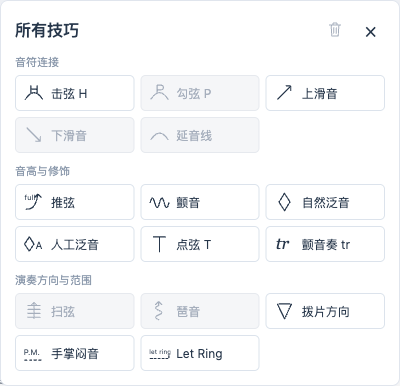 所有技巧
音符连接
H 击弦 H
P 勾弦 P
上滑音
下滑音
延音线
音高与修饰
full 推弦
颤音
自然泛音
A 人工泛音
T 点弦 T
tr 颤音奏 tr
演奏方向与范围
扫弦
琶音
拨片方向
P.M. 手掌闷音
let ring Let Ring